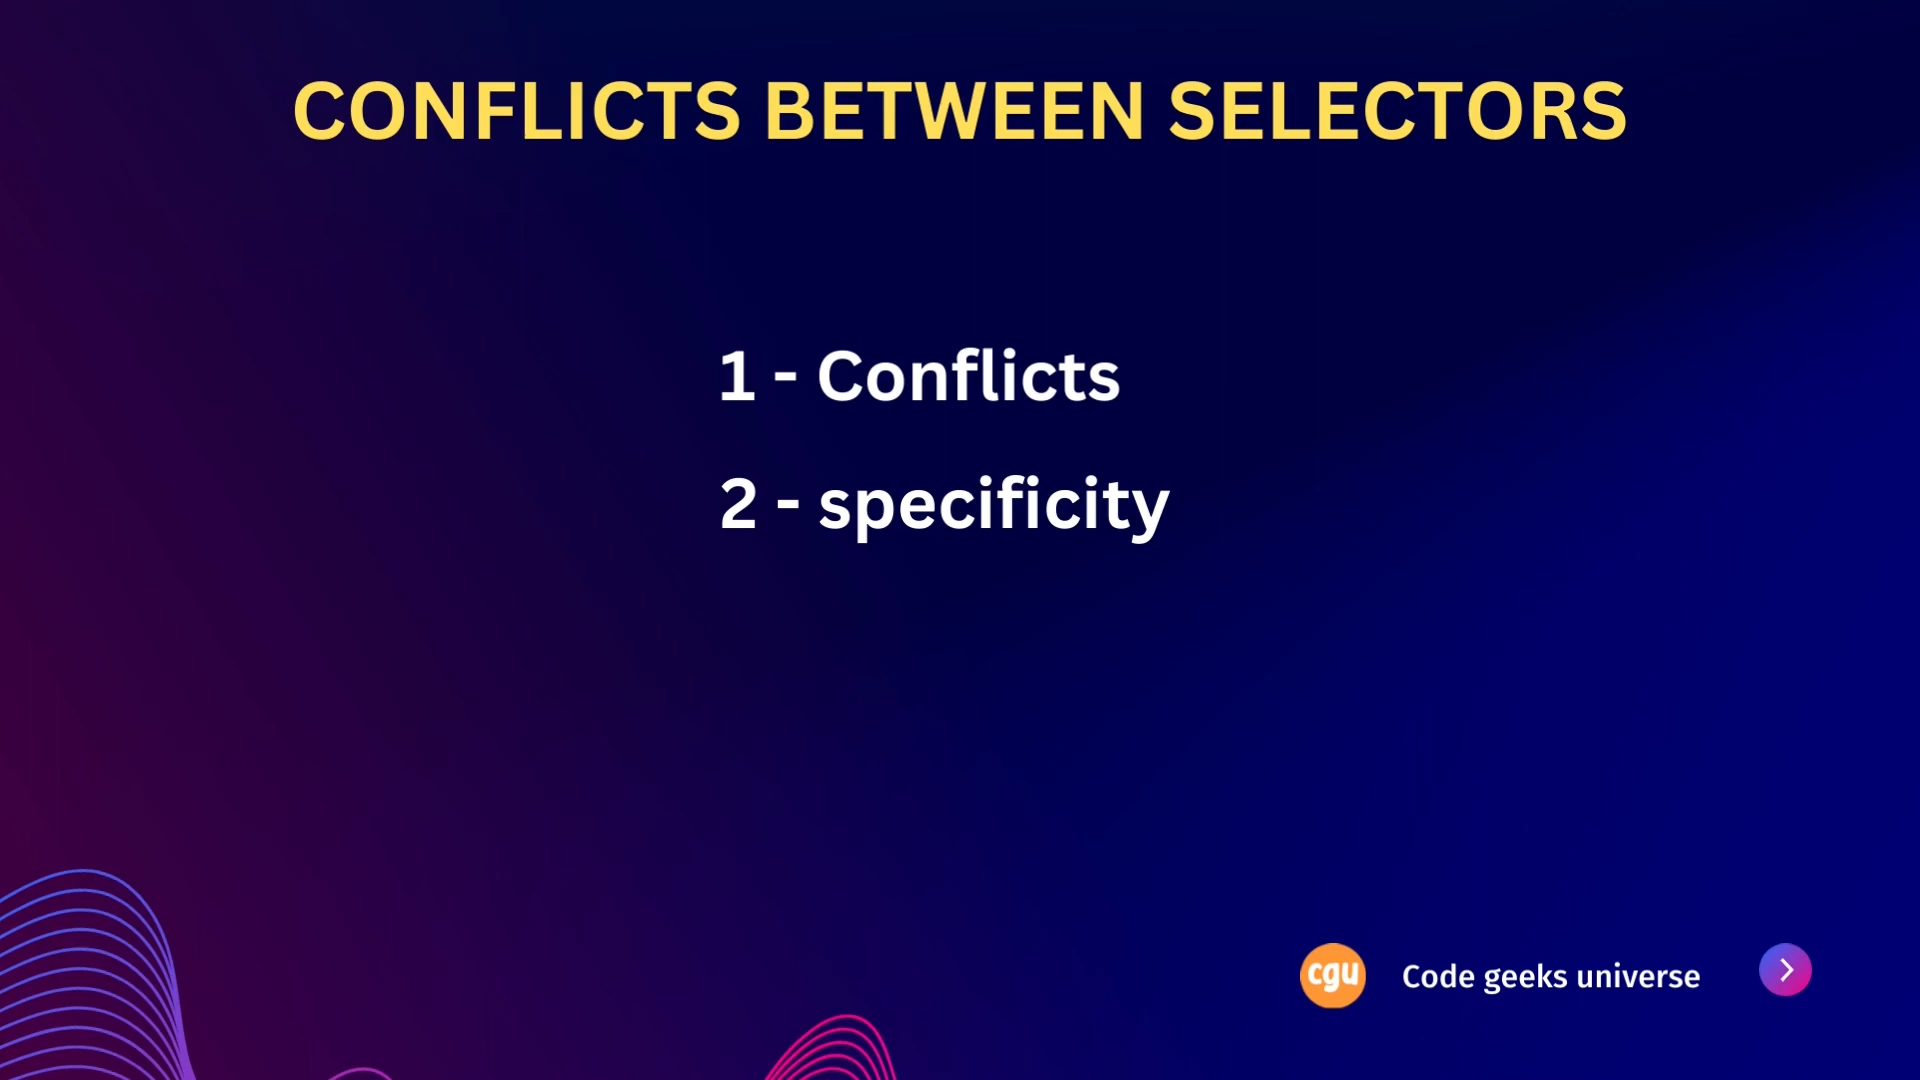 CONFLICTS BETWEEN SELECTORS
1 - Conflicts
2 - specificity
cgu
Code geeks universe